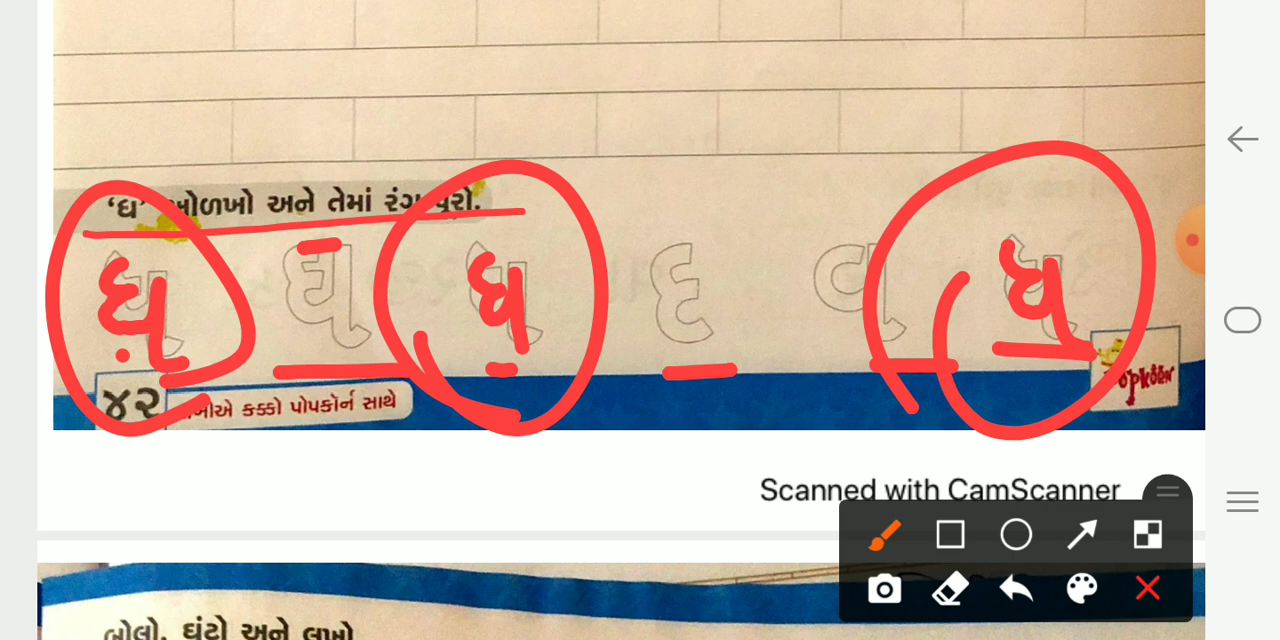 ‘ધ’ ઓળખો અને તેમાં રંગ પૂરો.
ધ ઘ ધ દ વ ધ
૪૨ કક્કો પોપકોર્ન સાથે
Scanned with CamScanner
બોલો, ઘૂંટો અને લખો